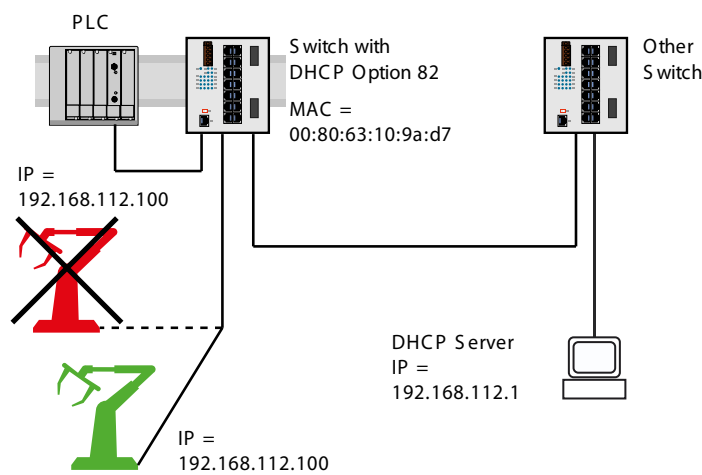 PLC
Switch with
DHCP Option 82
MAC =
00:80:63:10:9a:d7
Other
Switch
IP =
192.168.112.100
DHCP Server
IP =
192.168.112.1
IP =
192.168.112.100